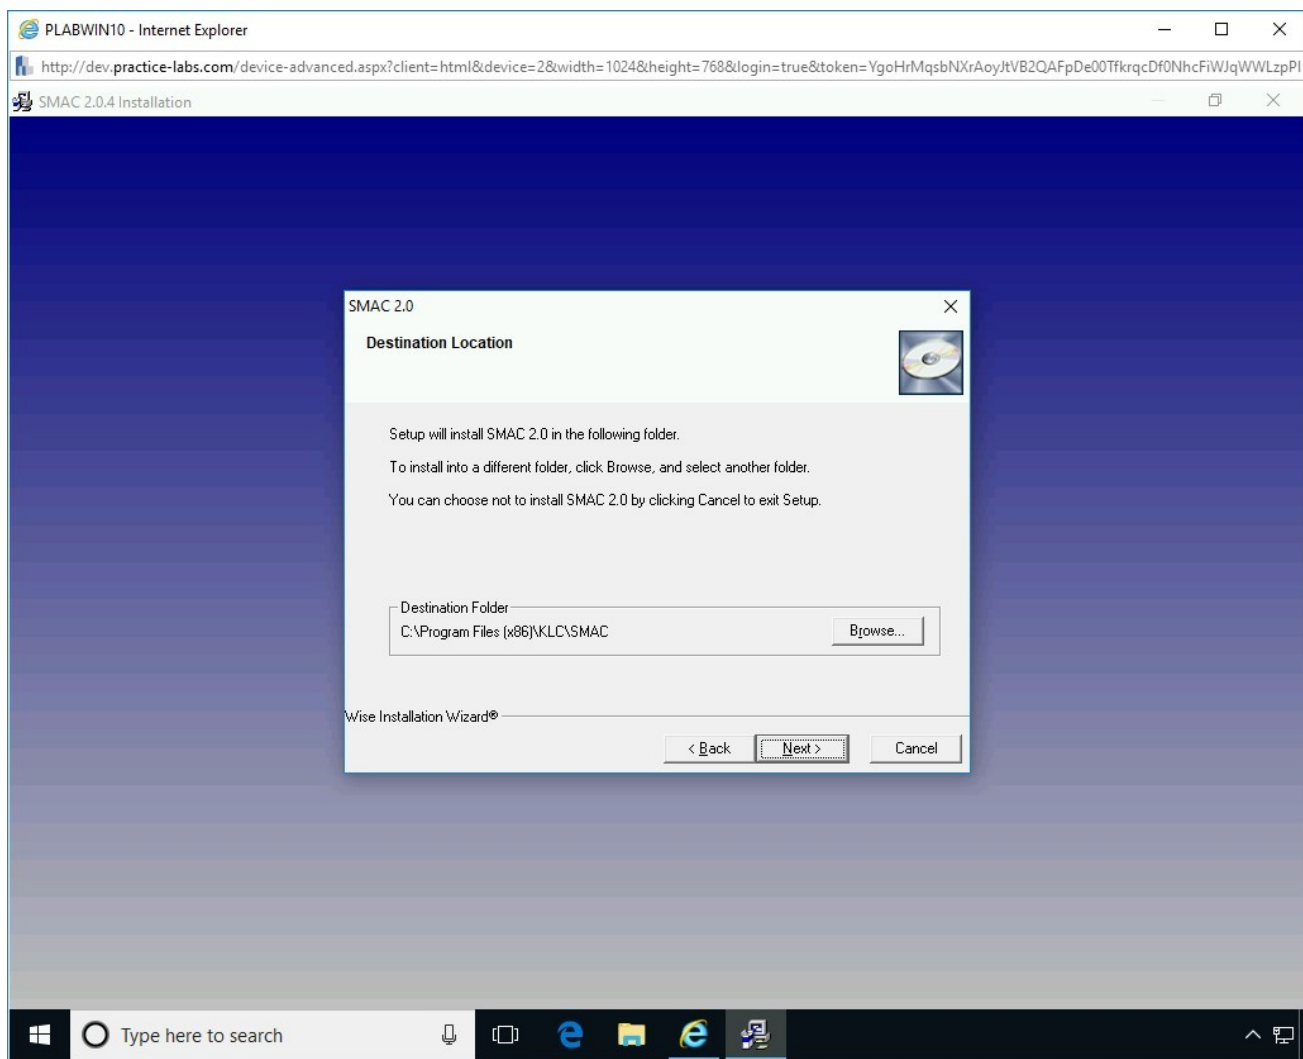 PLABWIN10 - Internet Explorer
http://dev.practice-labs.com/device-advanced.aspx?client=html&device=2&width=1024&height=768&login=true&token=YgoHrMqsbNXrAoyJtVB2QAFpDe00TfkrqcDf0NhcFiWJqWWLzpPI
SMAC 2.0.4 Installation
SMAC 2.0
Destination Location
Setup will install SMAC 2.0 in the following folder.
To install into a different folder, click Browse, and select another folder.
You can choose not to install SMAC 2.0 by clicking Cancel to exit Setup.
Destination Folder
C:\Program Files (x86)\KLC\SMAC
Browse...
Wise Installation Wizard®
< Back Next > Cancel
Type here to search